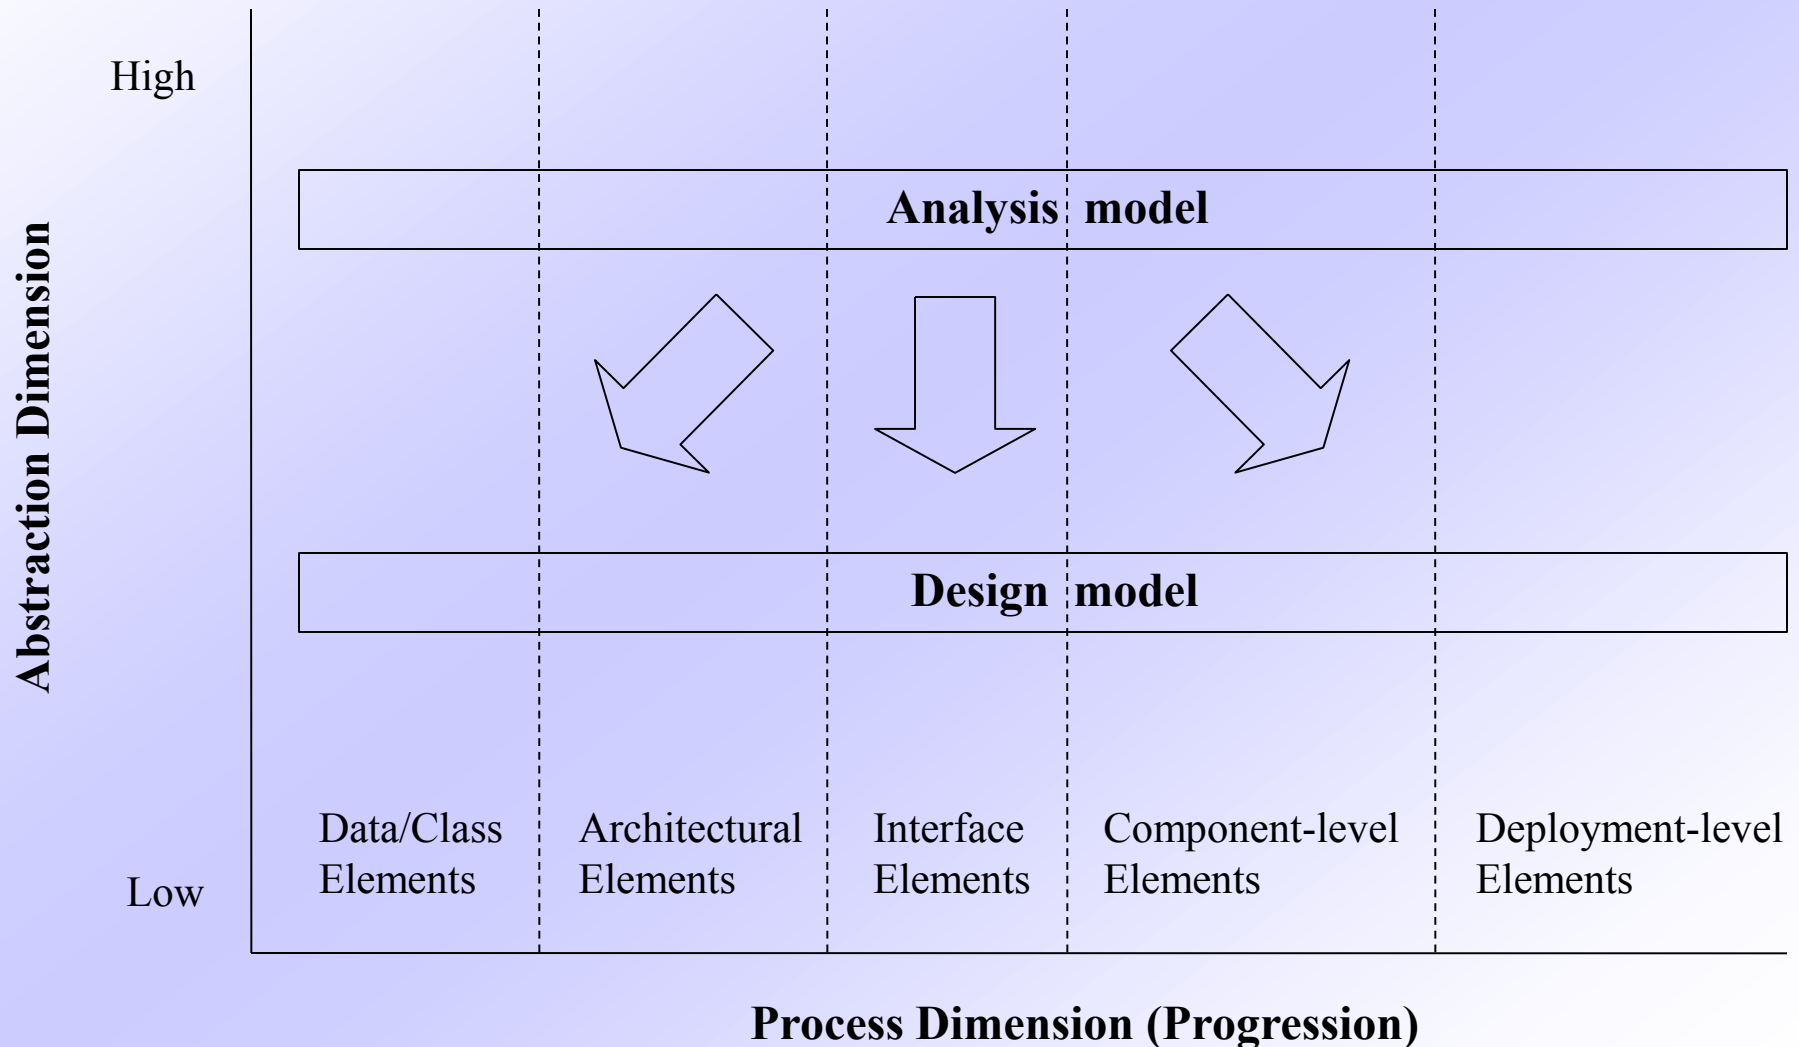 High
Analysis model
Abstraction Dimension
Design model
Data/Class
Elements
Architectural
Elements
Interface
Elements
Component-level
Elements
Deployment-level
Elements
Low
Process Dimension (Progression)